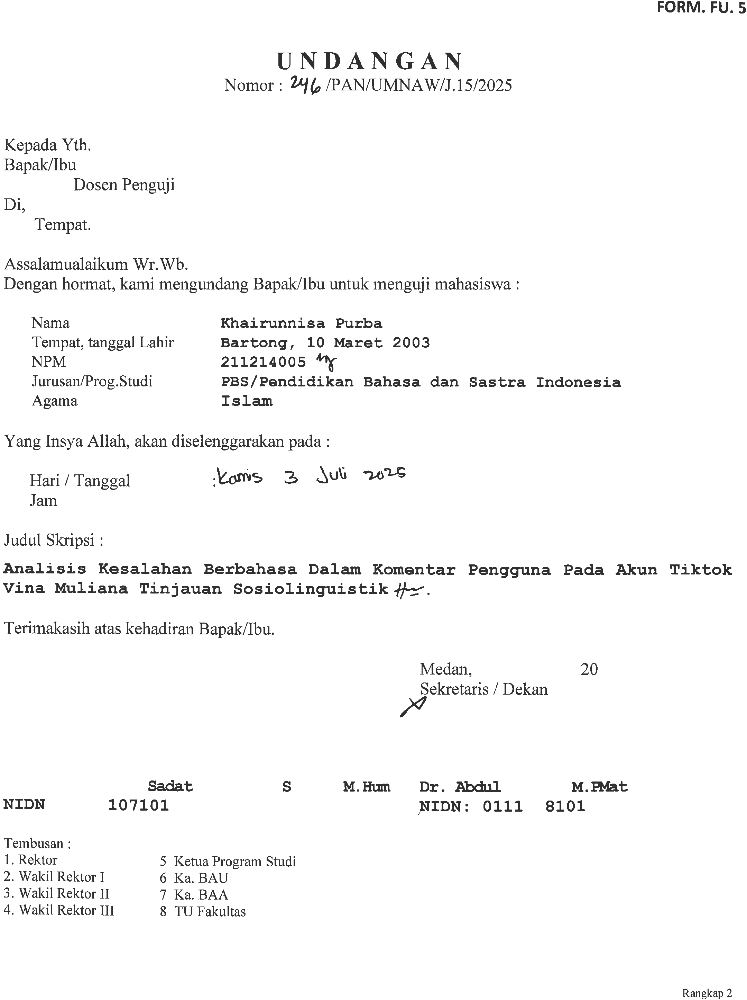 FORM. FU. 5
UNDANGAN
Nomor : 246 /PAN/UMNAW/J.15/2025
Kepada Yth.
Bapak/Ibu
Dosen Penguji
Di,
Tempat.
Assalamualaikum Wr.Wb.
Dengan hormat, kami mengundang Bapak/Ibu untuk menguji mahasiswa :
Nama Khairunnisa Purba
Tempat, tanggal Lahir Bartong, 10 Maret 2003
NPM 211214005
Jurusan/Prog.Studi PBS/Pendidikan Bahasa dan Sastra Indonesia
Agama Islam
Yang Insya Allah, akan diselenggarakan pada :
Hari / Tanggal : Kamis 3 Juli 2025
Jam
Judul Skripsi :
Analisis Kesalahan Berbahasa Dalam Komentar Pengguna Pada Akun Tiktok
Vina Muliana Tinjauan Sosiolinguistik .
Terimakasih atas kehadiran Bapak/Ibu.
Medan, 20
Sekretaris / Dekan
Sadat S M.Hum Dr. Abdul M.PMat
NIDN 107101 NIDN: 0111 8101
Tembusan :
1. Rektor 5 Ketua Program Studi
2. Wakil Rektor I 6 Ka. BAU
3. Wakil Rektor II 7 Ka. BAA
4. Wakil Rektor III 8 TU Fakultas
Rangkap 2